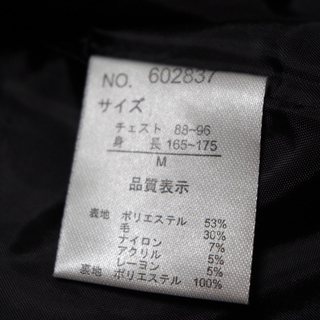 NO. 602837
サイズ
チェスト 88~96
身 長 165~175
M
品質表示
表地 ポリエステル 53%
毛 30%
ナイロン 7%
アクリル 5%
レーヨン 5%
裏地 ポリエステル 100%